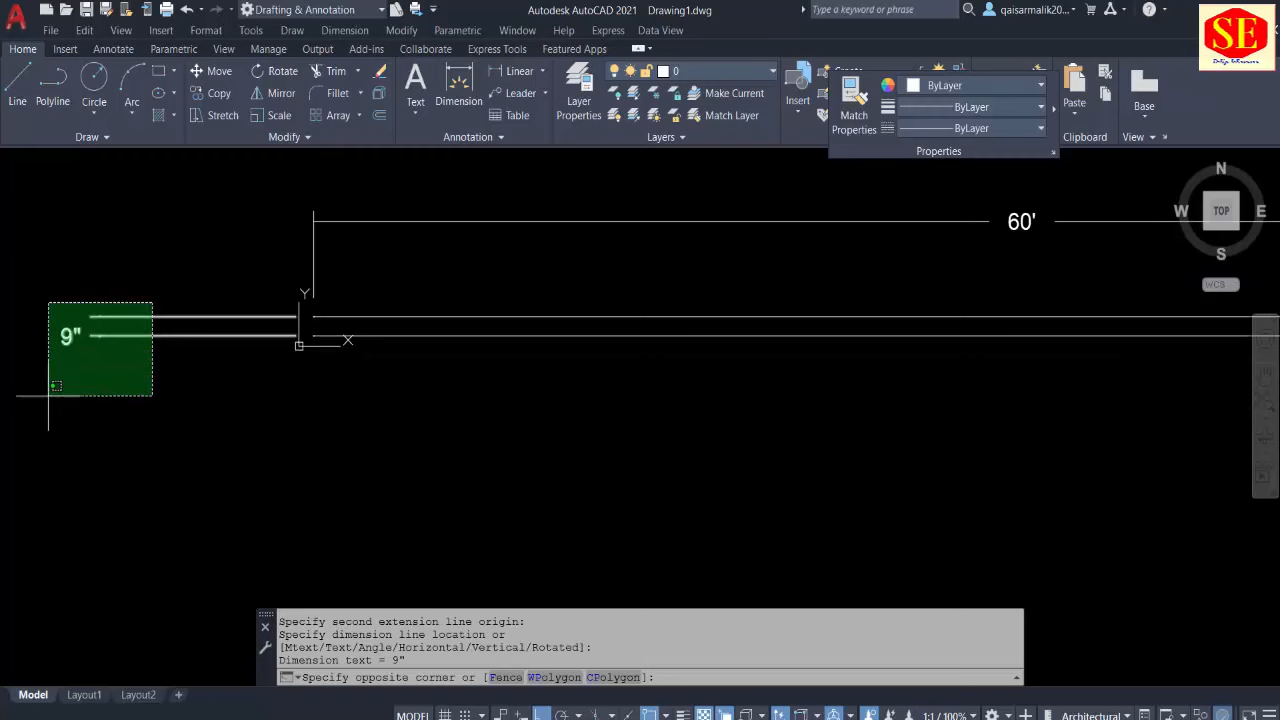 Drafting & Annotation
Autodesk AutoCAD 2021 Drawing1.dwg
Type a keyword or phrase
qaisarmalik20...
SE
File Edit View Insert Format Tools Draw Dimension Modify Parametric Window Help Express Data View
Home Insert Annotate Parametric View Manage Output Add-ins Collaborate Express Tools Featured Apps
Line
Polyline
Circle
Arc
Move
Rotate
Trim
Copy
Mirror
Fillet
Stretch
Scale
Array
Text
Dimension
Linear
Leader
Table
Layer
Properties
0
Make Current
Match Layer
Insert
Match
Properties
ByLayer
ByLayer
ByLayer
Paste
Base
Draw
Modify
Annotation
Layers
Properties
Clipboard
View
N
W
TOP
E
S
WCS
60'
Y
9"
X
Specify second extension line origin:
Specify dimension line location or
[Mtext/Text/Angle/Horizontal/Vertical/Rotated]:
Dimension text = 9"
Specify opposite corner or [Fence WPolygon CPolygon]:
Model Layout1 Layout2 +
MODEL
1:1 / 100%
Architectural